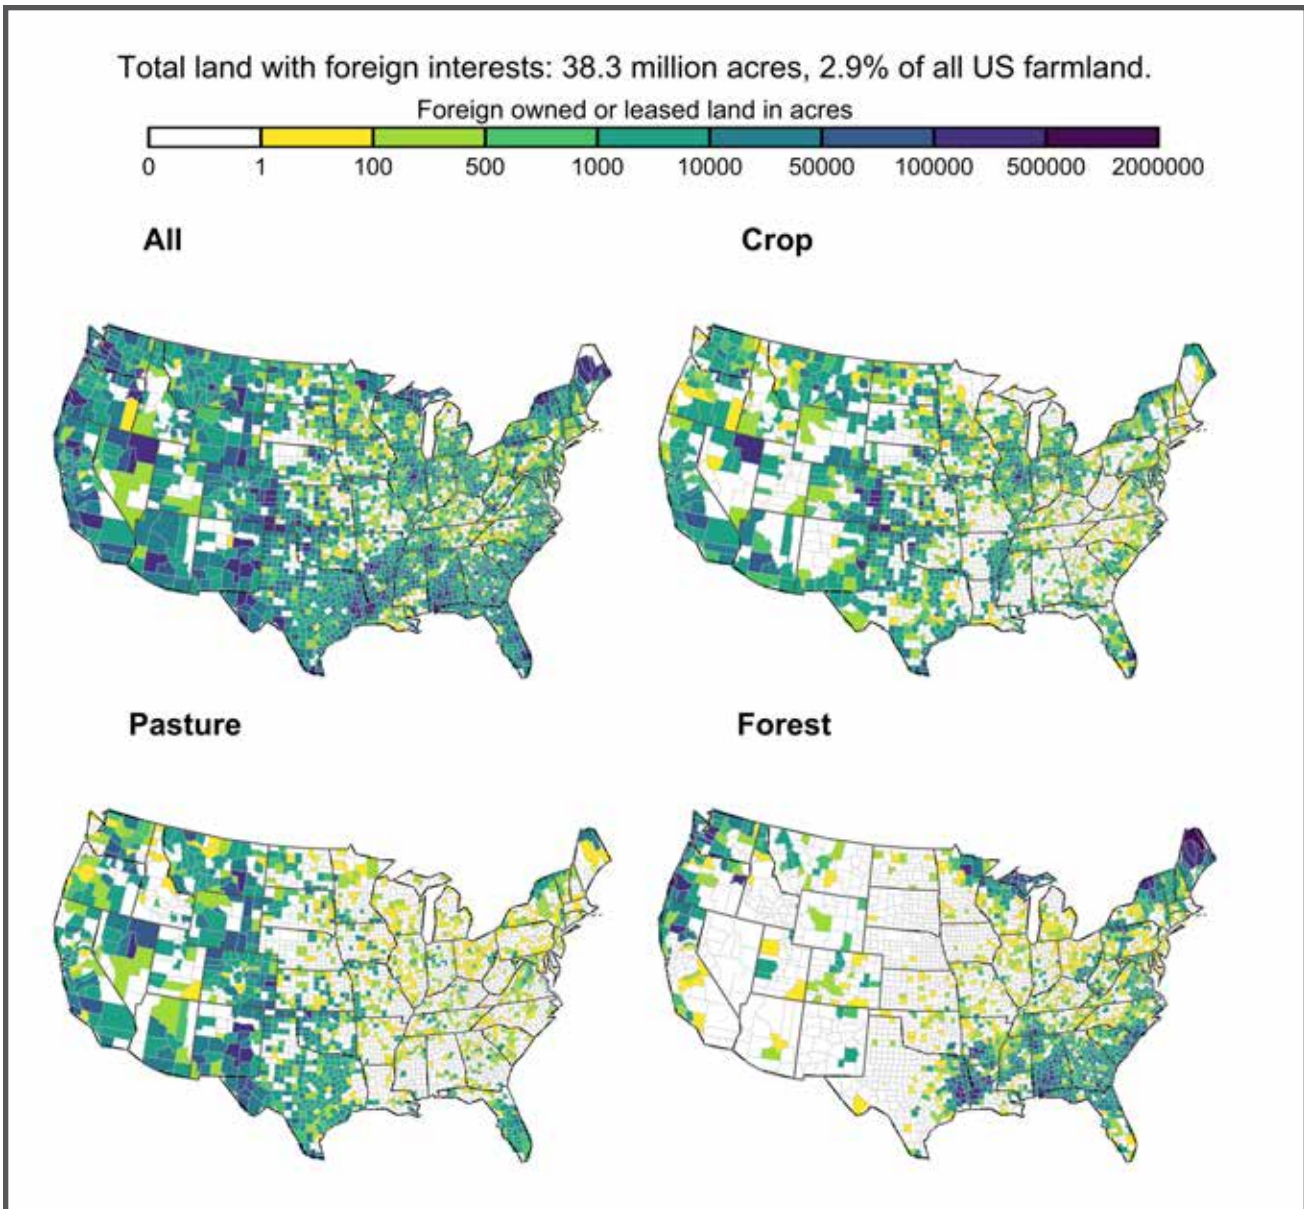 Total land with foreign interests: 38.3 million acres, 2.9% of all US farmland.
Foreign owned or leased land in acres
0 1 100 500 1000 10000 50000 100000 500000 2000000
All Crop
Pasture Forest